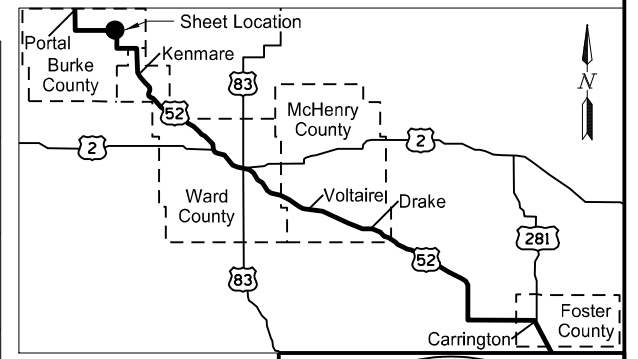 Sheet Location
Portal
Kenmare
Burke
County
83
McHenry
County
N
52
2
2
Ward
County
Voltaire
Drake
281
52
83
Foster
County
Carrington